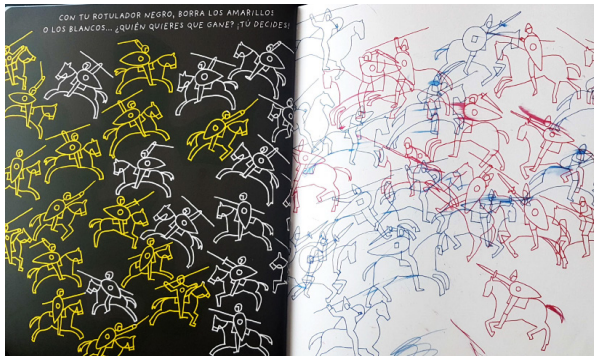 CON TU ROTULADOR NEGRO, BORRA LOS AMARILLOS
O LOS BLANCOS... ¿QUIÉN QUIERES QUE GANE? ¡TÚ DECIDES!